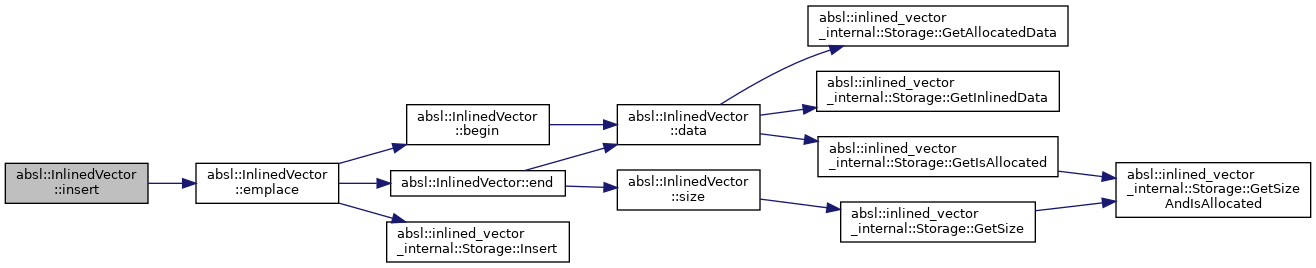 absl::InlinedVector
::insert
absl::InlinedVector
::emplace
absl::InlinedVector
::begin
absl::InlinedVector::end
absl::inlined_vector
_internal::Storage::Insert
absl::InlinedVector
::data
absl::InlinedVector
::size
absl::inlined_vector
_internal::Storage::GetAllocatedData
absl::inlined_vector
_internal::Storage::GetInlinedData
absl::inlined_vector
_internal::Storage::GetIsAllocated
absl::inlined_vector
_internal::Storage::GetSize
absl::inlined_vector
_internal::Storage::GetSize
AndIsAllocated